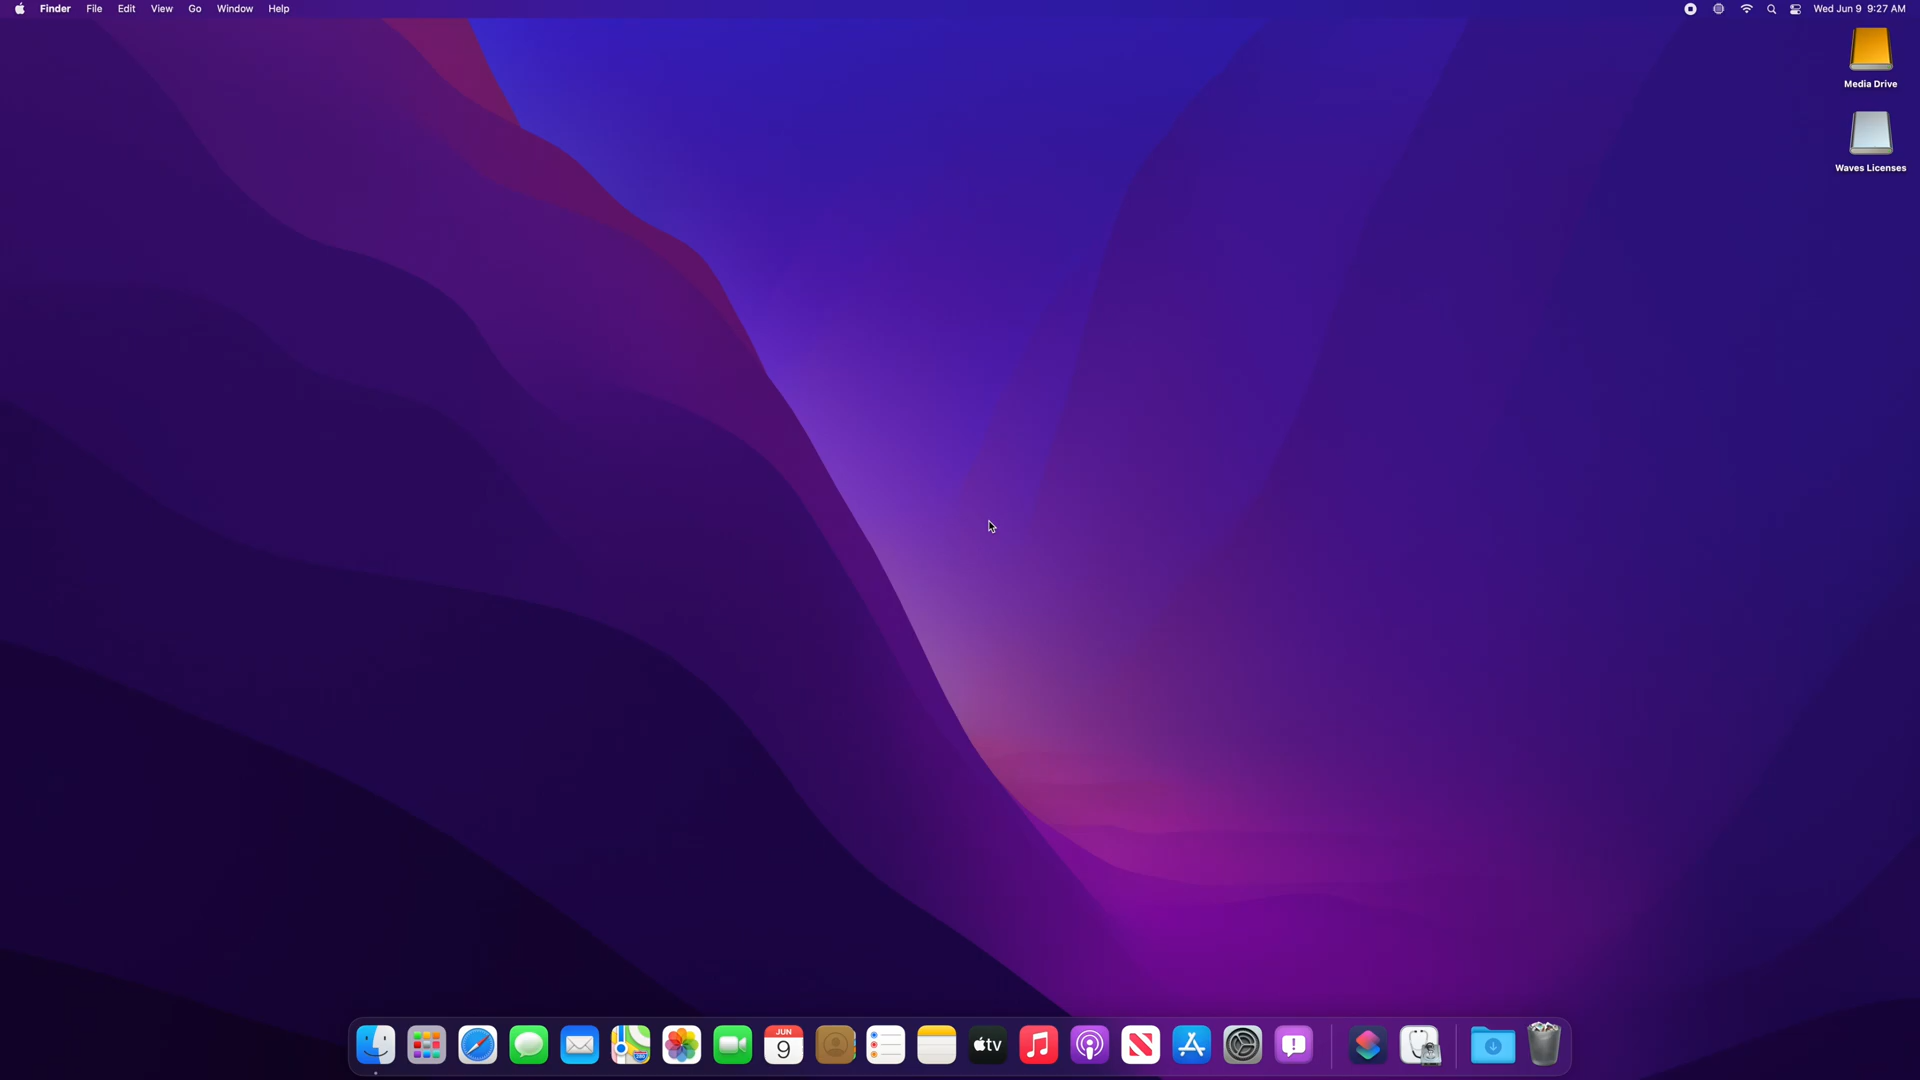 Finder File Edit View Go Window Help
Wed Jun 9 9:27 AM
Media Drive
Waves Licenses
JUN
9
tv